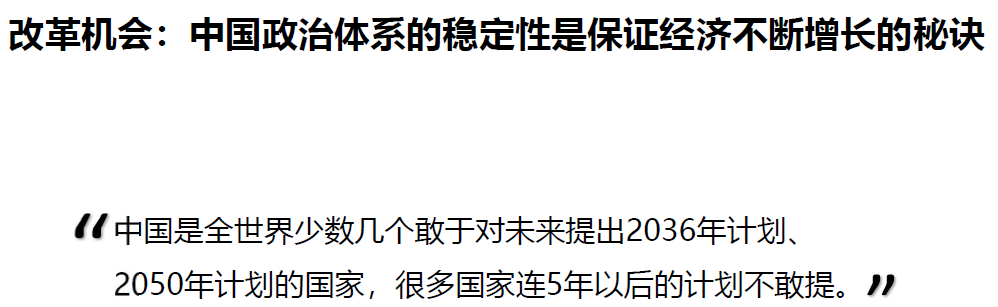 改革机会：中国政治体系的稳定性是保证经济不断增长的秘诀
“中国是全世界少数几个敢于对未来提出2036年计划、
2050年计划的国家，很多国家连5年以后的计划不敢提。”